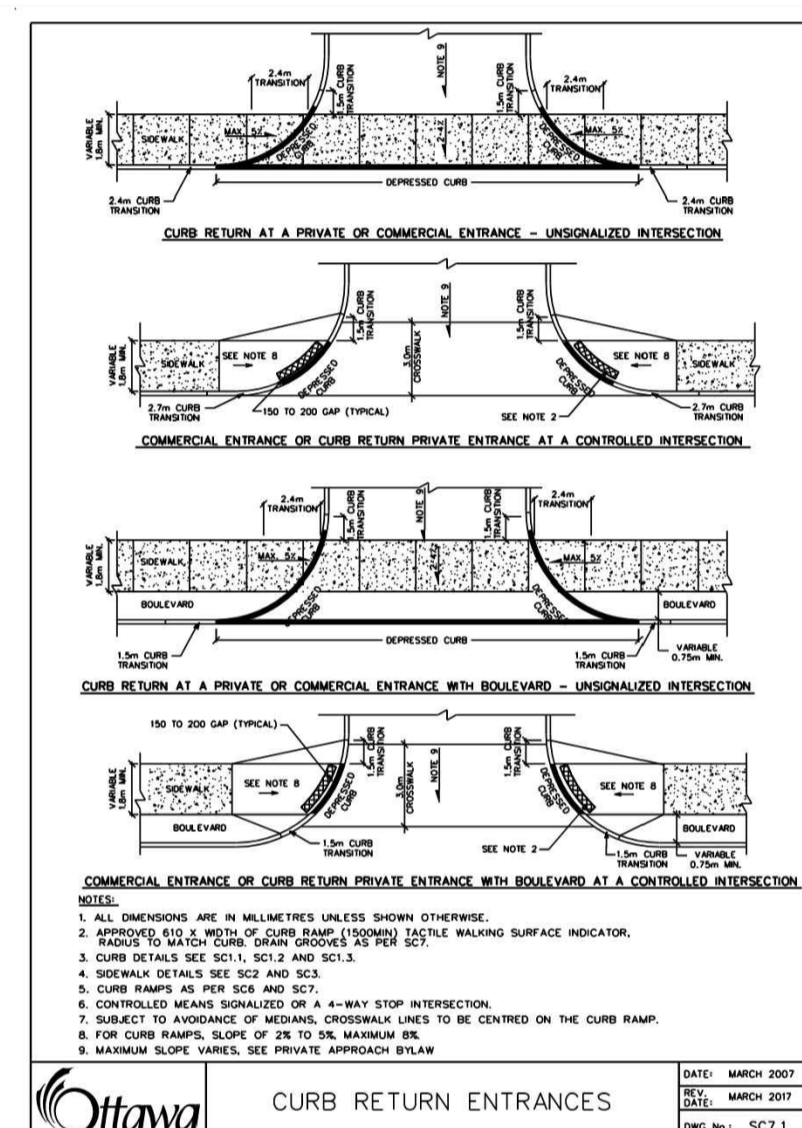 2.4m
TRANSITION
NOTE 9
1.5m CURB
TRANSITION
1.5m CURB
TRANSITION
2.4m
TRANSITION
VARIABLE
1.8m MIN.
SIDEWALK
MAX. 5%
DEPRESSED
CURB
2-4%
DEPRESSED
CURB
MAX. 5%
DEPRESSED CURB
2.4m CURB
TRANSITION
2.4m CURB
TRANSITION
CURB RETURN AT A PRIVATE OR COMMERCIAL ENTRANCE - UNSIGNALIZED INTERSECTION
1.5m CURB
TRANSITION
NOTE 9
1.5m CURB
TRANSITION
VARIABLE
1.8m MIN.
SIDEWALK
SEE NOTE 8
DEPRESSED
CURB
3.0m
CROSSWALK
DEPRESSED
CURB
SEE NOTE 8
SIDEWALK
2.7m CURB
TRANSITION
150 TO 200 GAP (TYPICAL)
SEE NOTE 2
2.7m CURB
TRANSITION
COMMERCIAL ENTRANCE OR CURB RETURN PRIVATE ENTRANCE AT A CONTROLLED INTERSECTION
2.4m
TRANSITION
1.5m CURB
TRANSITION
NOTE 9
1.5m CURB
TRANSITION
2.4m
TRANSITION
VARIABLE
1.8m MIN.
SIDEWALK
MAX. 5%
MAX. 5%
BOULEVARD
DEPRESSED
CURB
DEPRESSED
CURB
BOULEVARD
DEPRESSED CURB
1.5m CURB
TRANSITION
1.5m CURB
TRANSITION
VARIABLE
0.75m MIN.
CURB RETURN AT A PRIVATE OR COMMERCIAL ENTRANCE WITH BOULEVARD - UNSIGNALIZED INTERSECTION
150 TO 200 GAP (TYPICAL)
1.5m CURB
TRANSITION
NOTE 9
1.5m CURB
TRANSITION
VARIABLE
1.8m MIN.
SIDEWALK
SEE NOTE 8
DEPRESSED
CURB
3.0m
CROSSWALK
DEPRESSED
CURB
SEE NOTE 8
SIDEWALK
BOULEVARD
BOULEVARD
1.5m CURB
TRANSITION
SEE NOTE 2
1.5m CURB
TRANSITION
VARIABLE
0.75m MIN.
COMMERCIAL ENTRANCE OR CURB RETURN PRIVATE ENTRANCE WITH BOULEVARD AT A CONTROLLED INTERSECTION
NOTES:
1. ALL DIMENSIONS ARE IN MILLIMETRES UNLESS SHOWN OTHERWISE.
2. APPROVED 610 X WIDTH OF CURB RAMP (1500MIN) TACTILE WALKING SURFACE INDICATOR,
RADIUS TO MATCH CURB. DRAIN GROOVES AS PER SC7.
3. CURB DETAILS SEE SC1.1, SC1.2 AND SC1.3.
4. SIDEWALK DETAILS SEE SC2 AND SC3.
5. CURB RAMPS AS PER SC6 AND SC7.
6. CONTROLLED MEANS SIGNALIZED OR A 4-WAY STOP INTERSECTION.
7. SUBJECT TO AVOIDANCE OF MEDIANS, CROSSWALK LINES TO BE CENTRED ON THE CURB RAMP.
8. FOR CURB RAMPS, SLOPE OF 2% TO 5%, MAXIMUM 8%
9. MAXIMUM SLOPE VARIES, SEE PRIVATE APPROACH BYLAW
Ottawa
CURB RETURN ENTRANCES
DATE: MARCH 2007
REV.
DATE: MARCH 2017
DWG No.: SC7.1